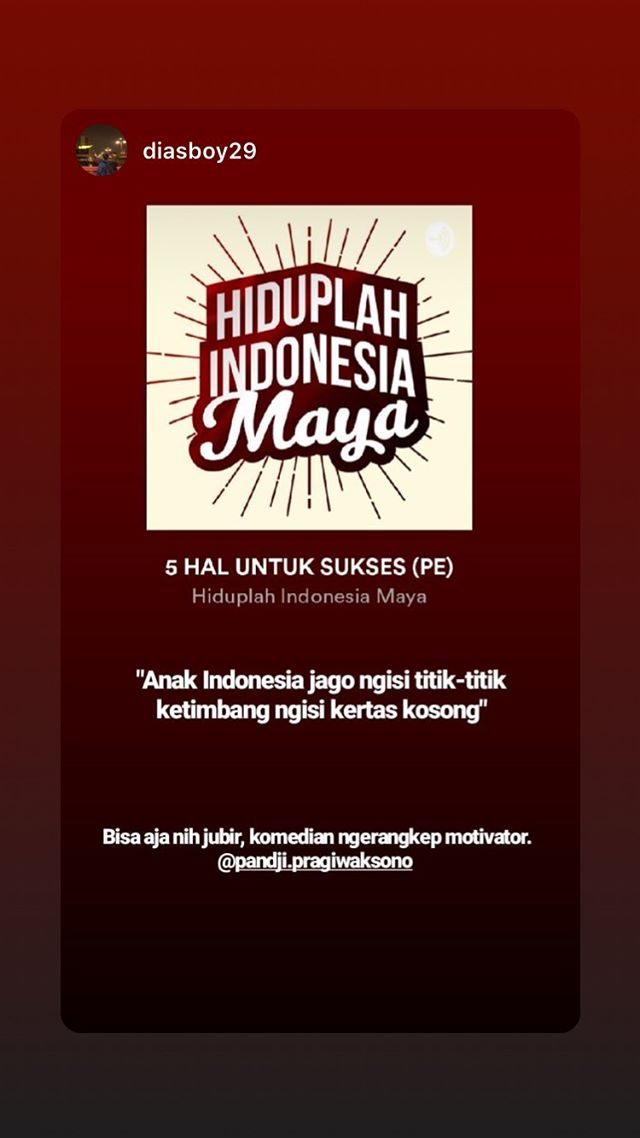 diasboy29
HIDUPLAH
INDONESIA
Maya
5 HAL UNTUK SUKSES (PE)
Hiduplah Indonesia Maya
"Anak Indonesia jago ngisi titik-titik
ketimbang ngisi kertas kosong"
Bisa aja nih jubir, komedian ngerangkep motivator.
@pandji.pragiwaksono